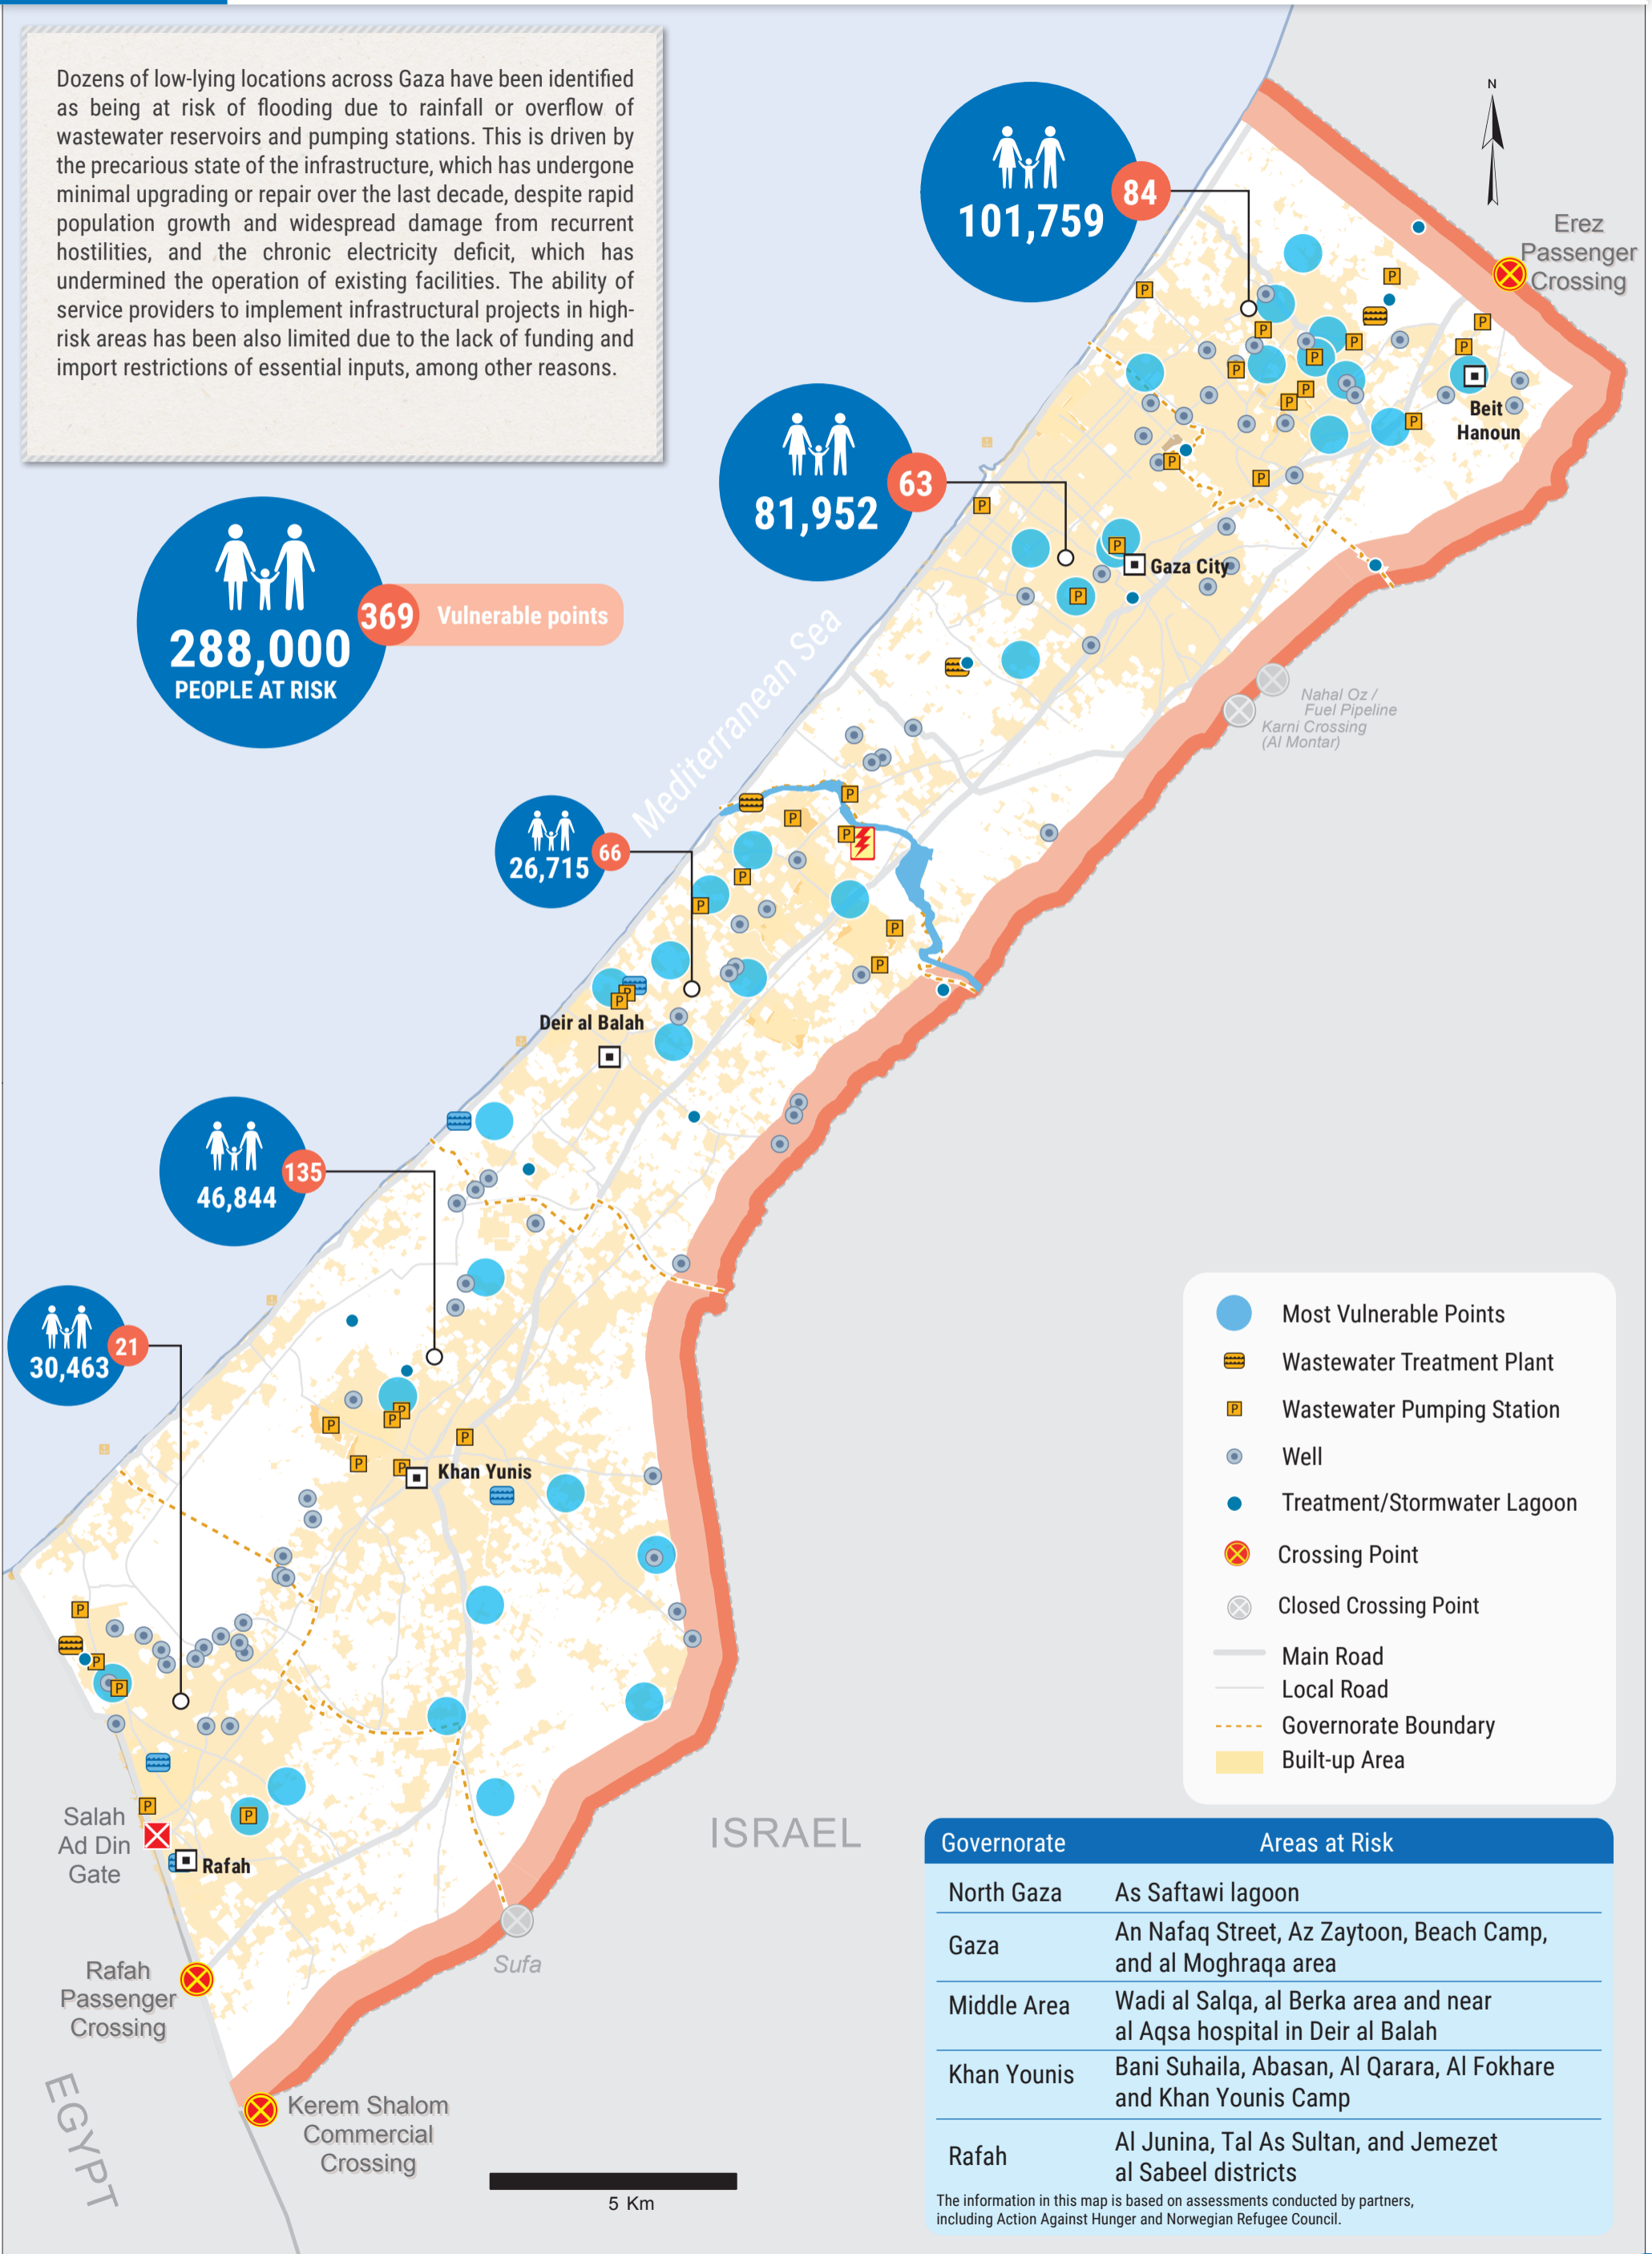 Dozens of low-lying locations across Gaza have been identified
as being at risk of flooding due to rainfall or overflow of
wastewater reservoirs and pumping stations. This is driven by
the precarious state of the infrastructure, which has undergone
minimal upgrading or repair over the last decade, despite rapid
population growth and widespread damage from recurrent
hostilities, and the chronic electricity deficit, which has
undermined the operation of existing facilities. The ability of
service providers to implement infrastructural projects in high-
risk areas has been also limited due to the lack of funding and
import restrictions of essential inputs, among other reasons.
N
101,759
84
Erez
Passenger
Crossing
Beit
Hanoun
81,952
63
Gaza City
288,000
PEOPLE AT RISK
369
Vulnerable points
Mediterranean Sea
Nahal Oz /
Fuel Pipeline
Karni Crossing
(Al Montar)
26,715
66
Deir al Balah
46,844
135
30,463
21
Khan Yunis
Salah
Ad Din
Gate
Rafah
ISRAEL
Sufa
Rafah
Passenger
Crossing
Kerem Shalom
Commercial
Crossing
EGYPT
5 Km
Most Vulnerable Points
Wastewater Treatment Plant
P Wastewater Pumping Station
Well
Treatment/Stormwater Lagoon
Crossing Point
Closed Crossing Point
Main Road
Local Road
Governorate Boundary
Built-up Area
Governorate Areas at Risk
North Gaza As Saftawi lagoon
Gaza An Nafaq Street, Az Zaytoon, Beach Camp,
and al Moghraqa area
Middle Area Wadi al Salqa, al Berka area and near
al Aqsa hospital in Deir al Balah
Khan Younis Bani Suhaila, Abasan, Al Qarara, Al Fokhare
and Khan Younis Camp
Rafah Al Junina, Tal As Sultan, and Jemezet
al Sabeel districts
The information in this map is based on assessments conducted by partners,
including Action Against Hunger and Norwegian Refugee Council.